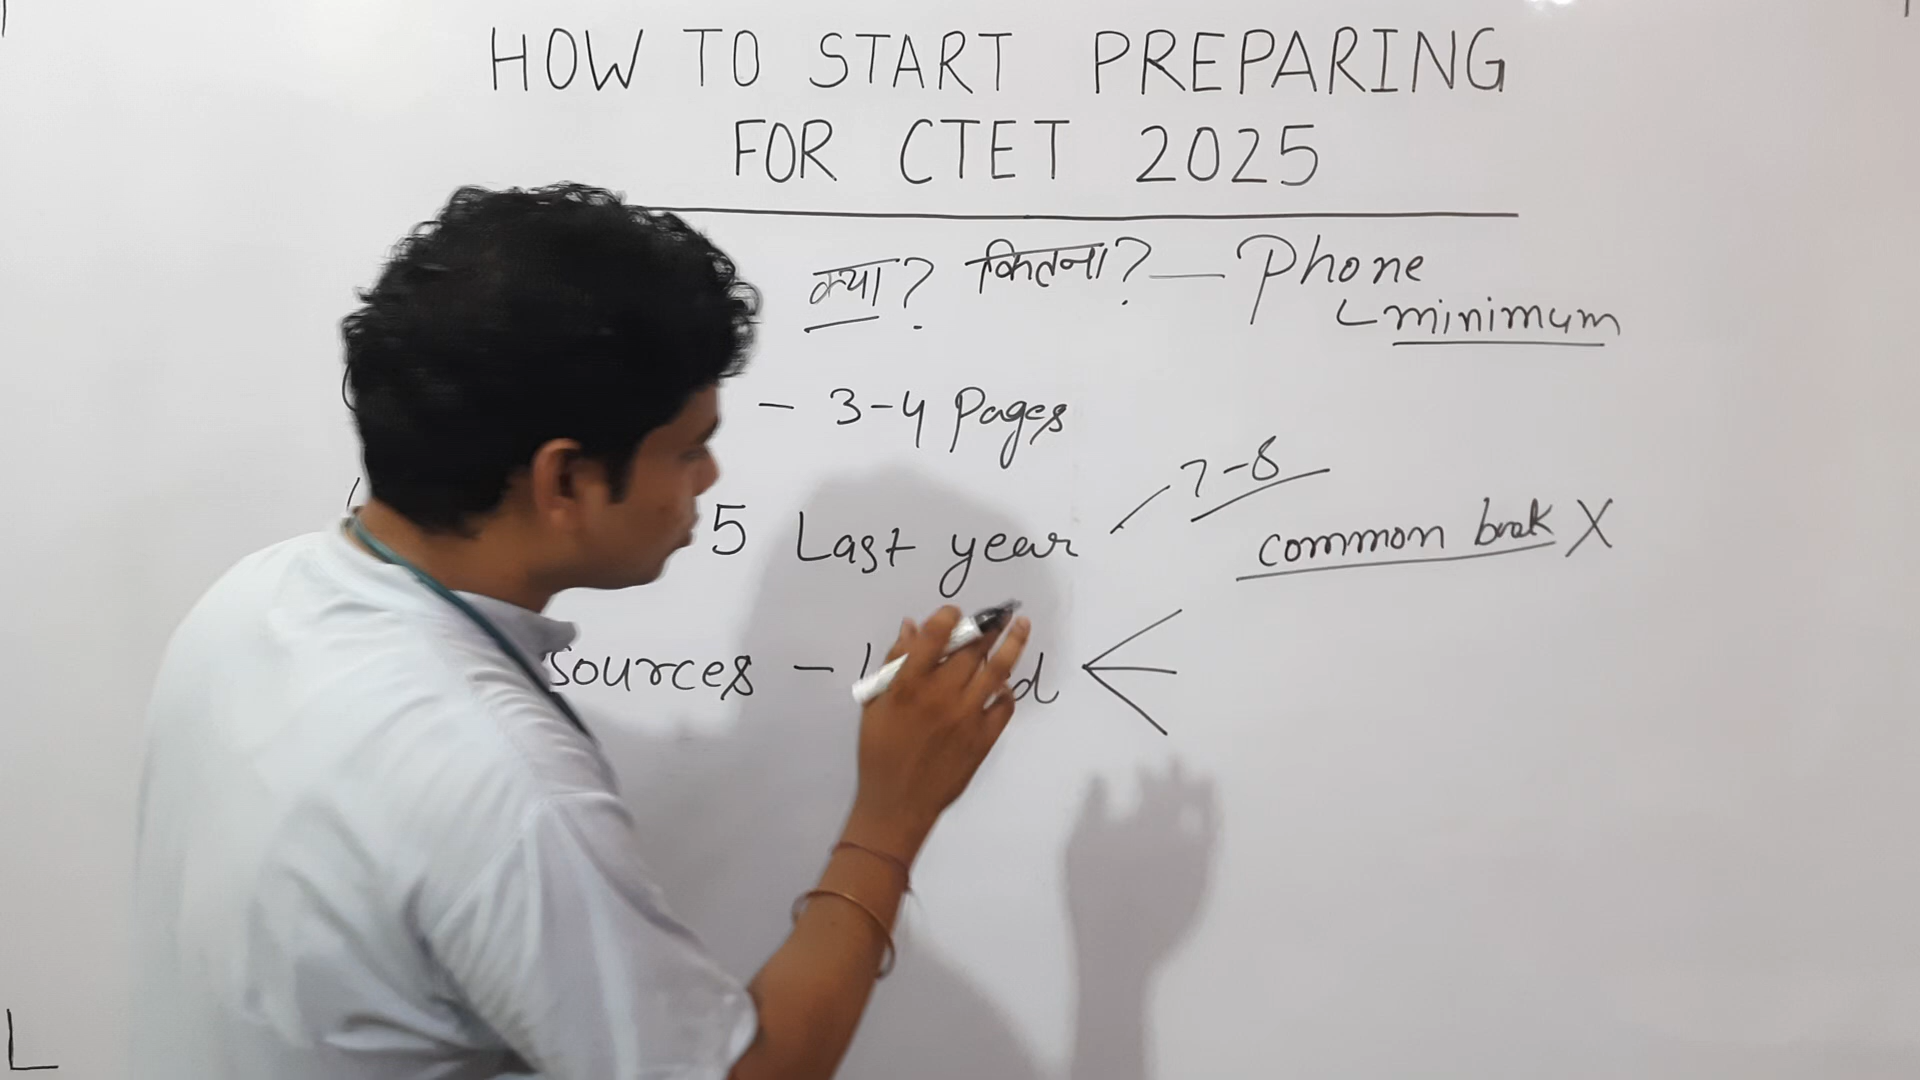 HOW TO START PREPARING
FOR CTET 2025
क्या? कितना? — Phone
minimum
- 3-4 Pages
5 Last year 7-8
common book X
sources -